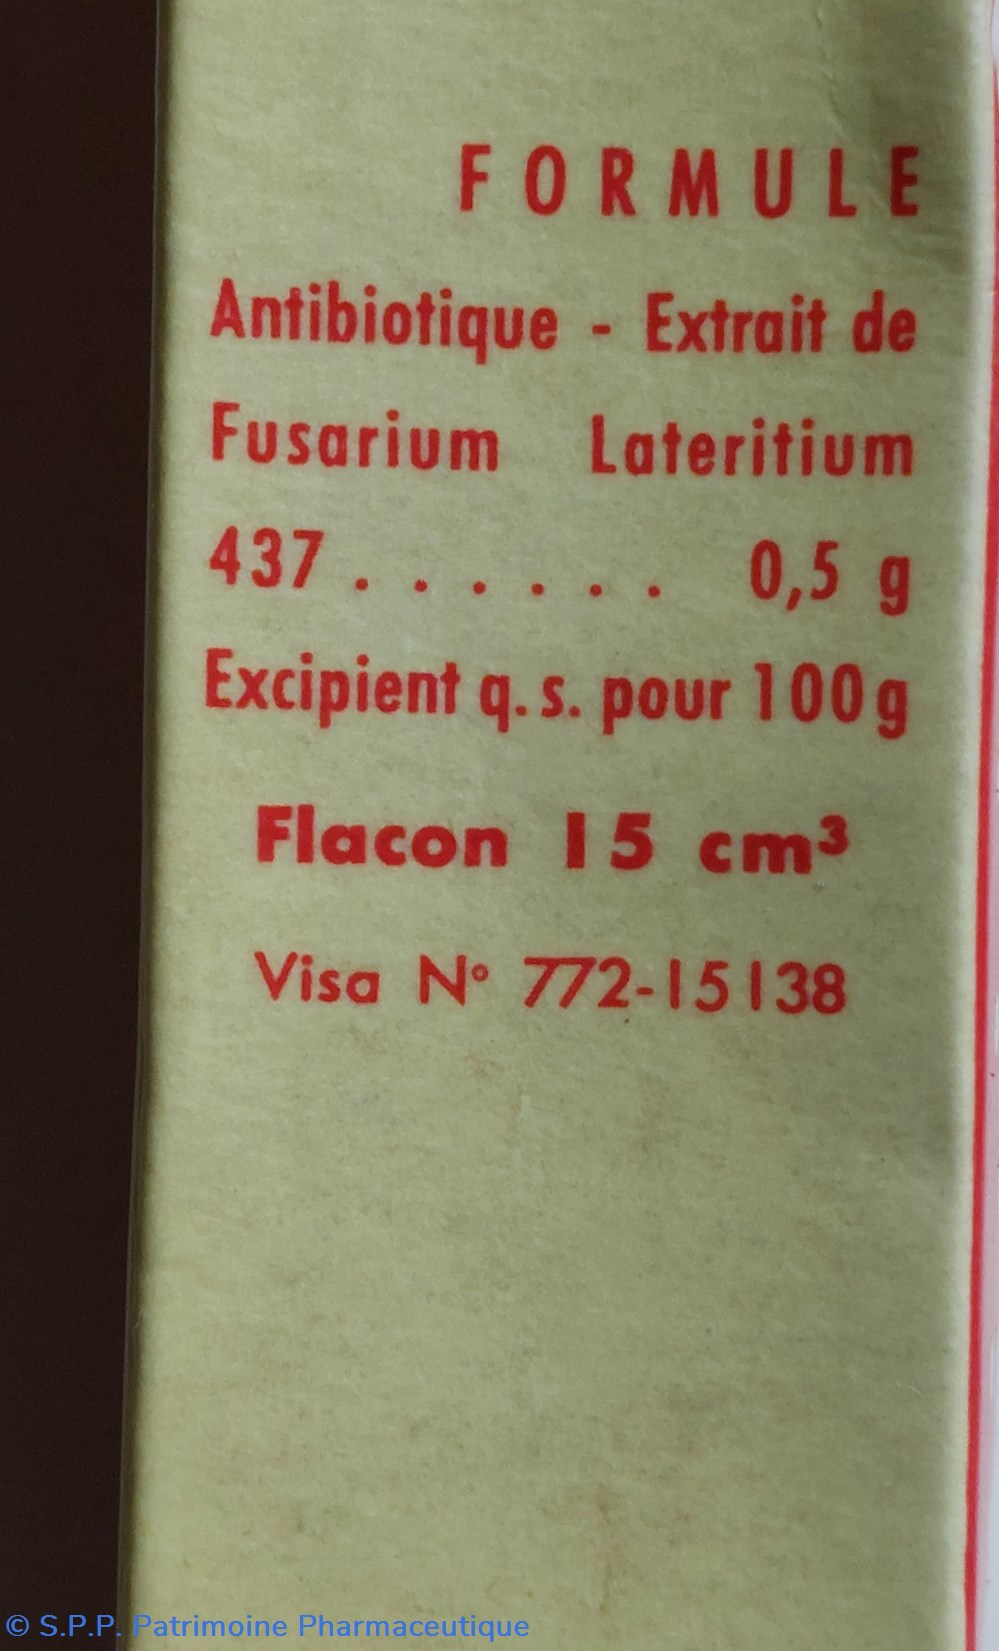 FORMULE
Antibiotique - Extrait de
Fusarium Lateritium
437 . . . . . . 0,5 g
Excipient q. s. pour 100 g
Flacon 15 cm³
Visa N° 772-15138
© S.P.P. Patrimoine Pharmaceutique